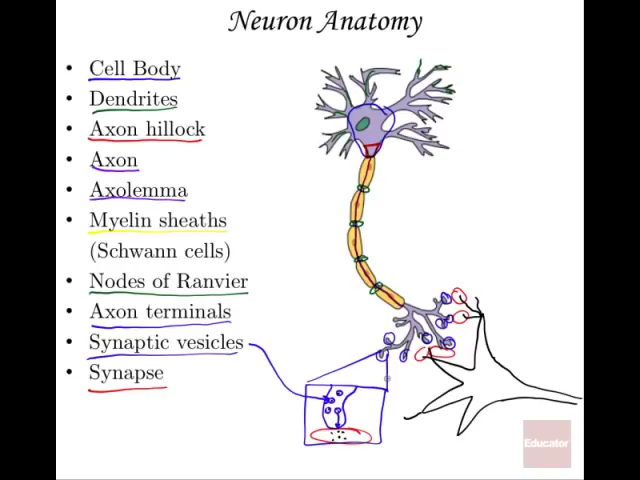 Neuron Anatomy
• Cell Body
• Dendrites
• Axon hillock
• Axon
• Axolemma
• Myelin sheaths
(Schwann cells)
• Nodes of Ranvier
• Axon terminals
• Synaptic vesicles
• Synapse
Educator